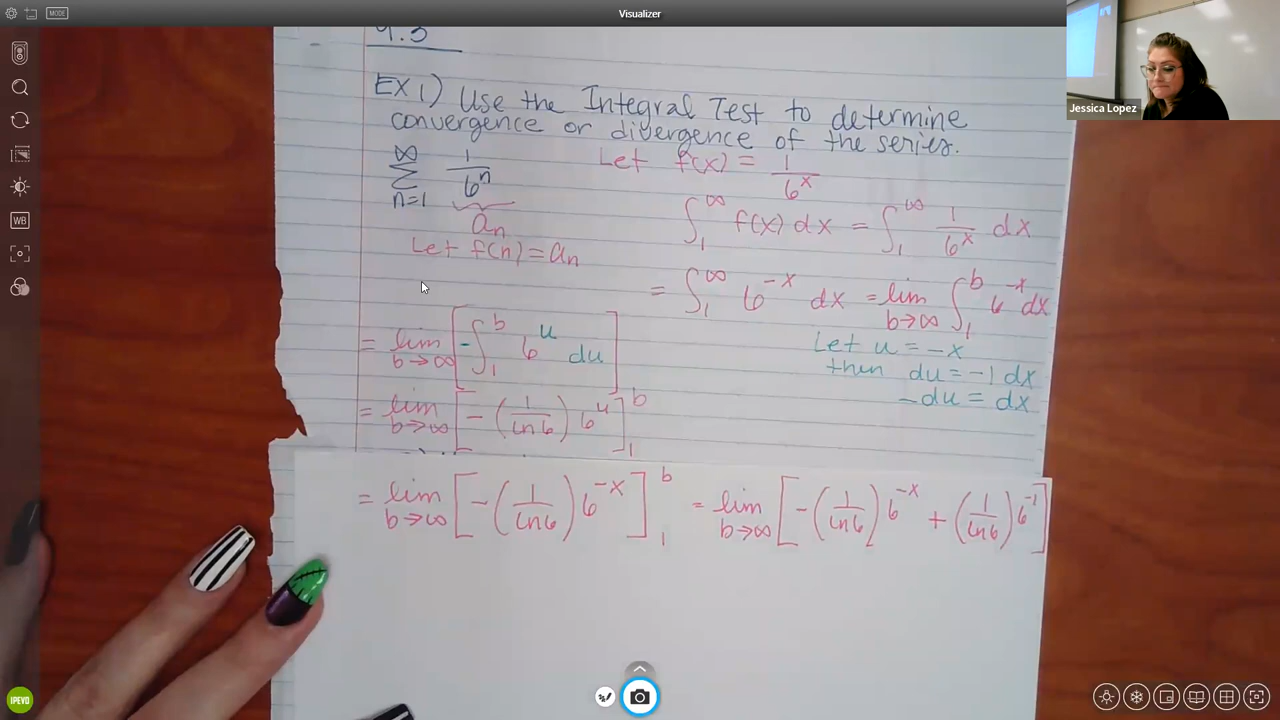 MODE
Visualizer
Jessica Lopez
9.3
EX 1) Use the Integral Test to determine
convergence or divergence of the series.
∞ Σ n=1 1/6^n
a_n
Let f(n) = a_n
Let f(x) = 1/6^x
∫_1^∞ f(x) dx = ∫_1^∞ 1/6^x dx
= ∫_1^∞ 6^-x dx = lim b→∞ ∫_1^b 6^-x dx
Let u = -x
then du = -1 dx
-du = dx
= lim b→∞ [ -∫_1^b 6^u du ]
= lim b→∞ [ -(1/ln6) 6^u ]_1^b
= lim b→∞ [ -(1/ln6) 6^-x ]_1^b = lim b→∞ [ -(1/ln6) 6^-x + (1/ln6) 6^-1 ]
WB
IPEVO